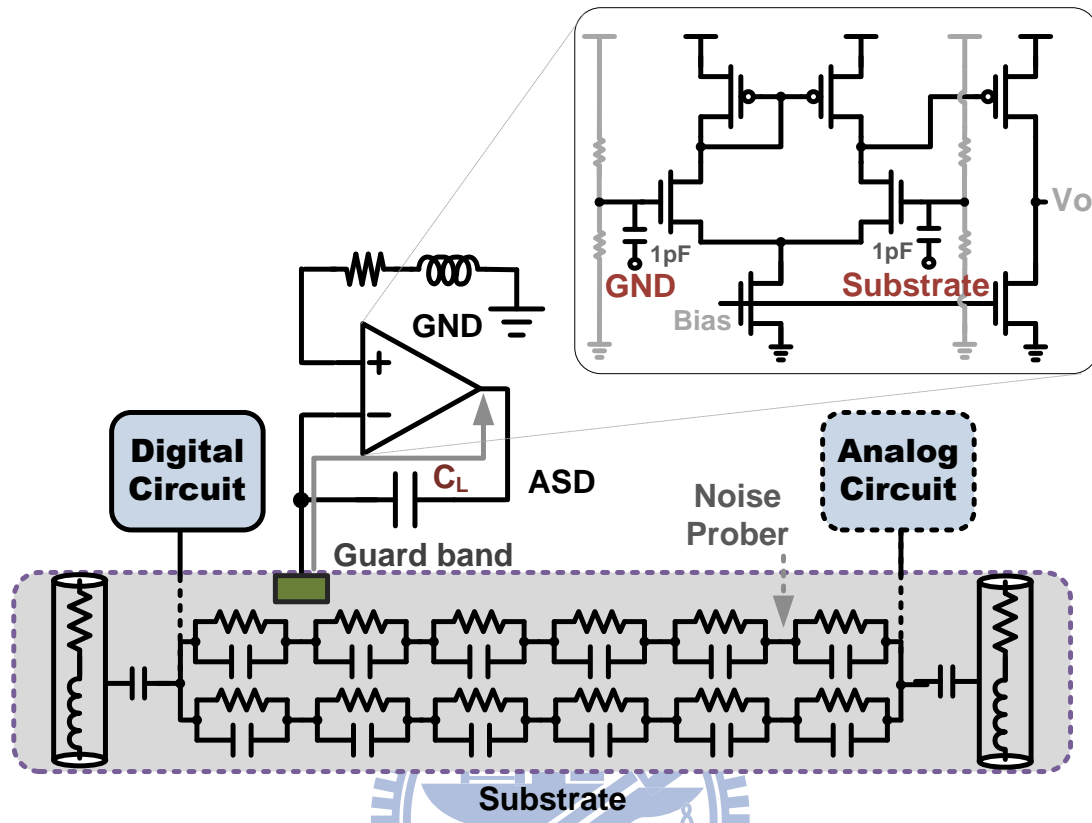 Vo
1pF
1pF
GND
Substrate
Bias
GND
+
−
Digital
Circuit
CL
ASD
Analog
Circuit
Noise
Prober
Guard band
Substrate